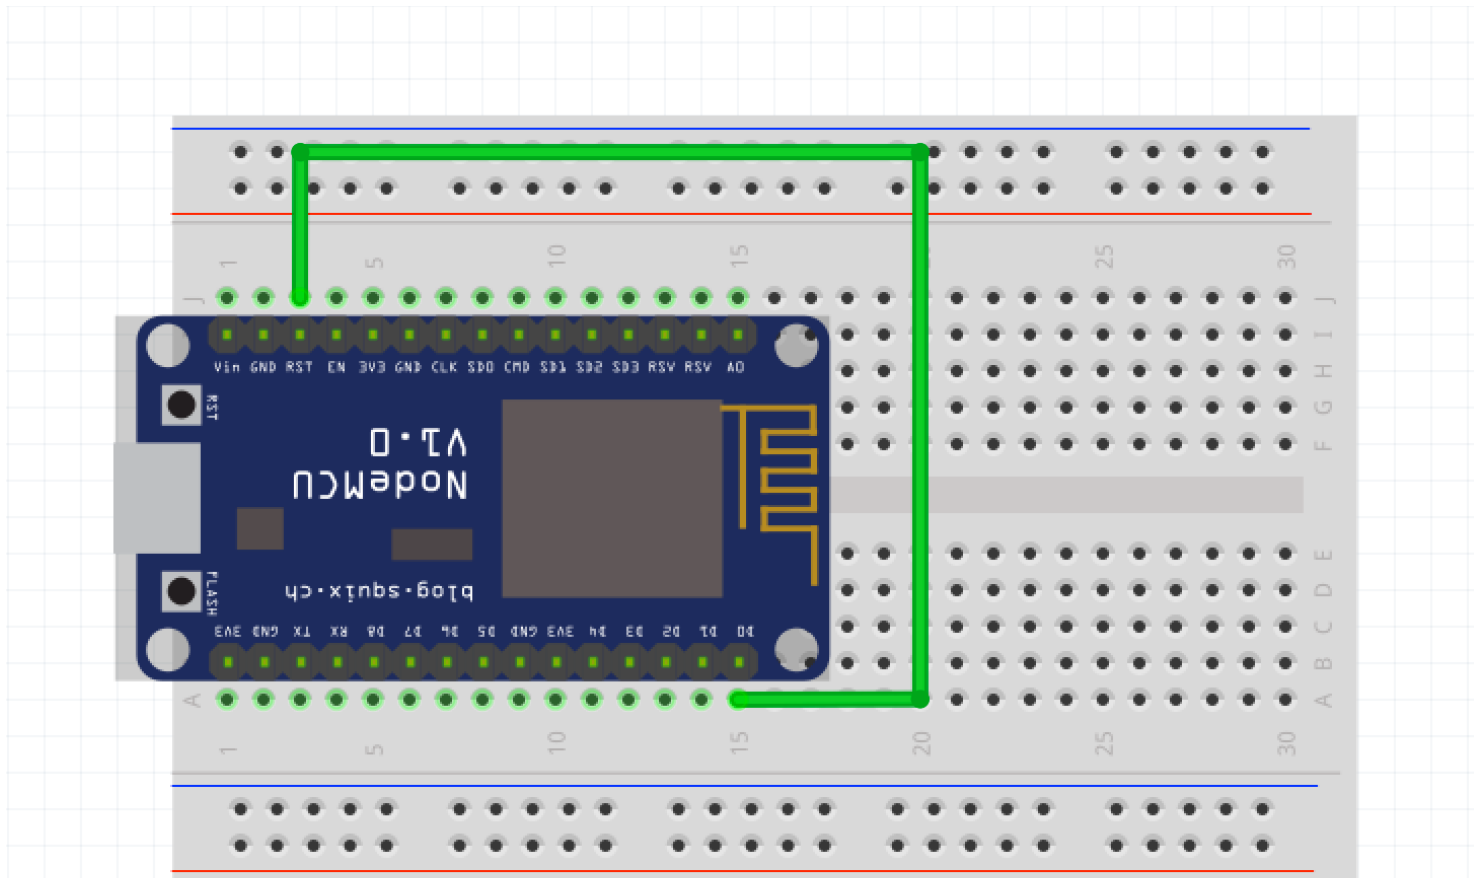 1 5 10 15 20 25 30
J J
I
Vin GND RST EN 3V3 GND CLK SD0 CMD SD1 SD2 SD3 RSV RSV A0
H
RST
G
F
NodeMCU
V1.0
E
blog.squix.ch
D
FLASH
3V3 GND TX RX D8 D7 D6 D5 GND 3V3 D4 D3 D2 D1 D0
C
B
A A
1 5 10 15 20 25 30